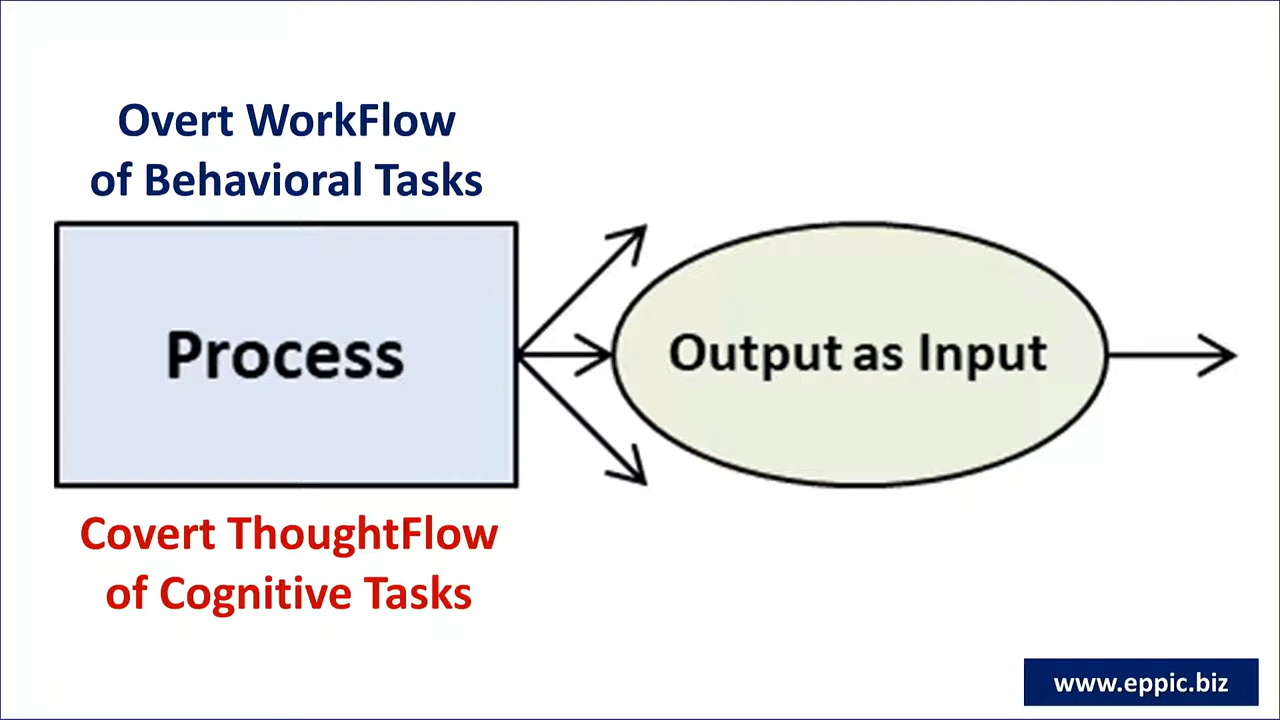 Overt WorkFlow
of Behavioral Tasks
Process
Output as Input
Covert ThoughtFlow
of Cognitive Tasks
www.eppic.biz